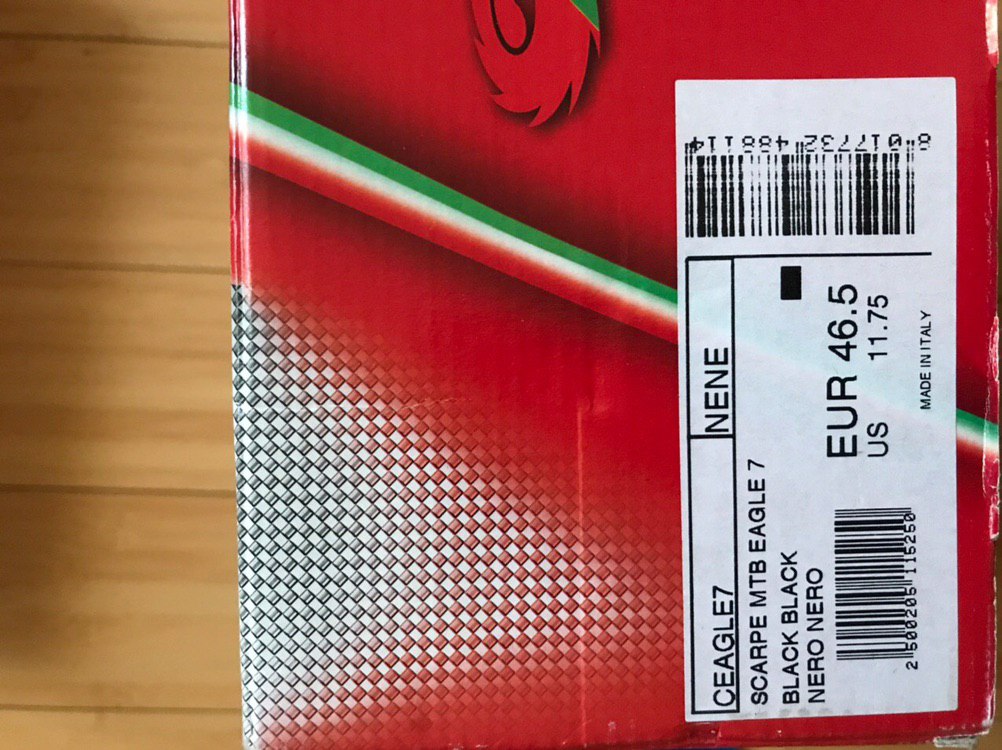 CEAGLE7 NENE
SCARPE MTB EAGLE 7
BLACK BLACK
NERO NERO
EUR 46.5
US 11.75
MADE IN ITALY
2 500205 115250
8 017732 488114